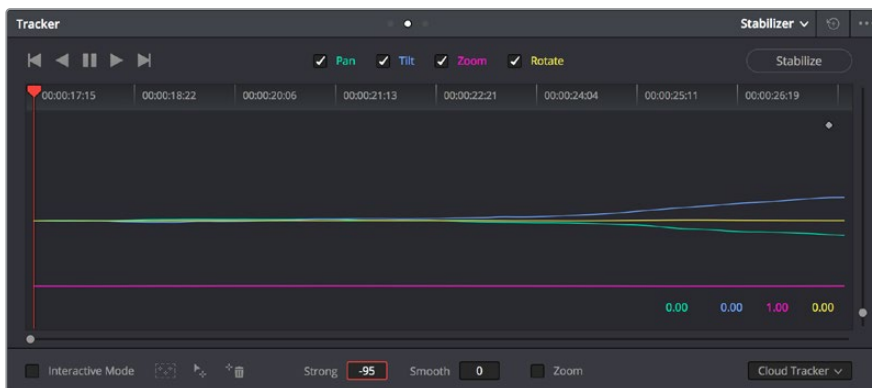 Tracker Stabilizer
Pan Tilt Zoom Rotate Stabilize
00:00:17:15 00:00:18:22 00:00:20:06 00:00:21:13 00:00:22:21 00:00:24:04 00:00:25:11 00:00:26:19
0.00 0.00 1.00 0.00
Interactive Mode Strong -95 Smooth 0 Zoom Cloud Tracker